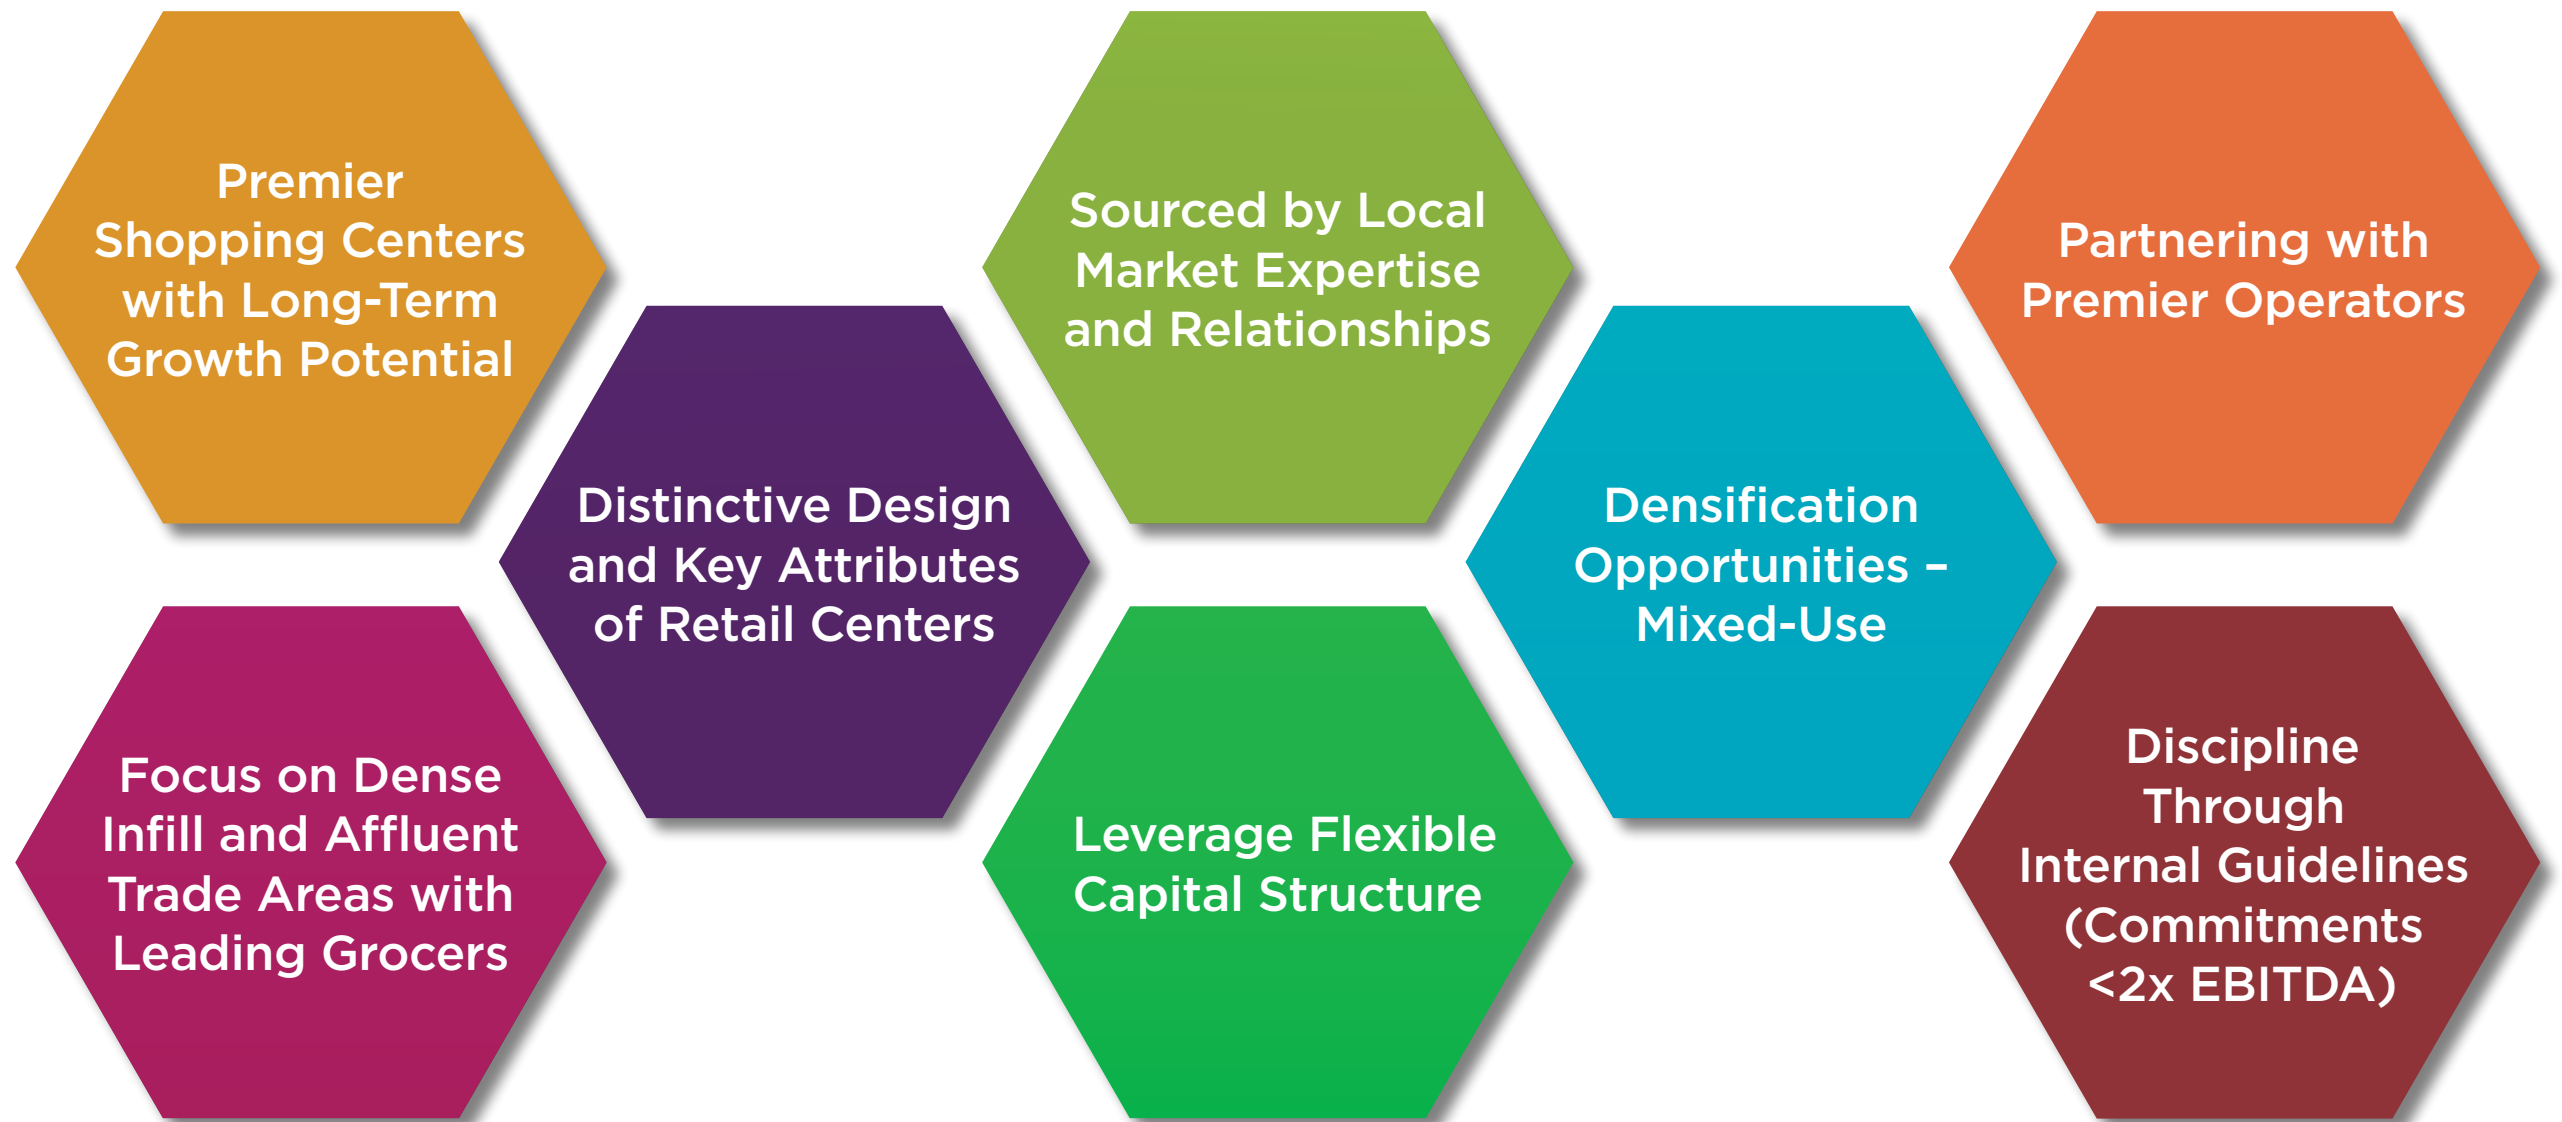 Premier
Shopping Centers
with Long-Term
Growth Potential
Sourced by Local
Market Expertise
and Relationships
Partnering with
Premier Operators
Distinctive Design
and Key Attributes
of Retail Centers
Densification
Opportunities –
Mixed-Use
Focus on Dense
Infill and Affluent
Trade Areas with
Leading Grocers
Leverage Flexible
Capital Structure
Discipline
Through
Internal Guidelines
(Commitments
<2x EBITDA)